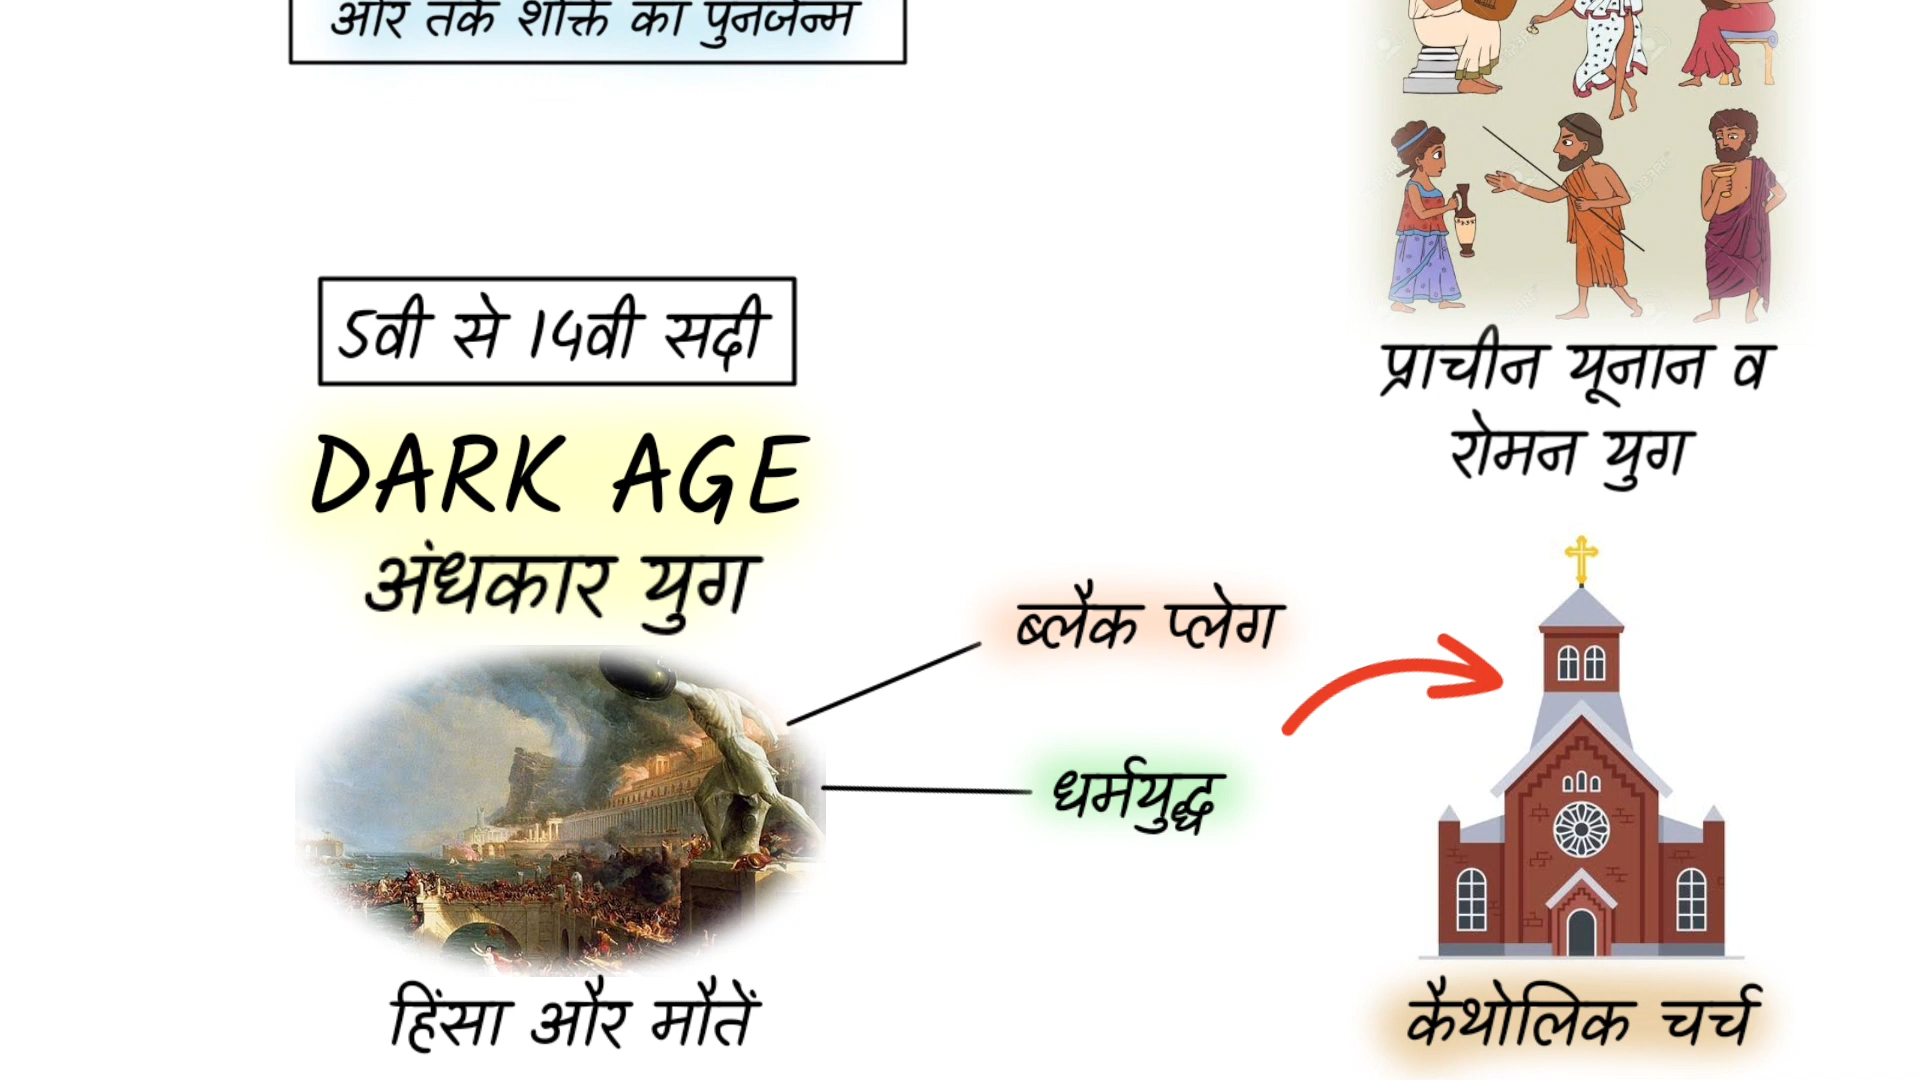 और तर्क शक्ति का पुनर्जन्म
5वी से 14वी सदी
DARK AGE
अंधकार युग
हिंसा और मौतें
ब्लैक प्लेग
धर्मयुद्ध
प्राचीन यूनान व
रोमन युग
कैथोलिक चर्च